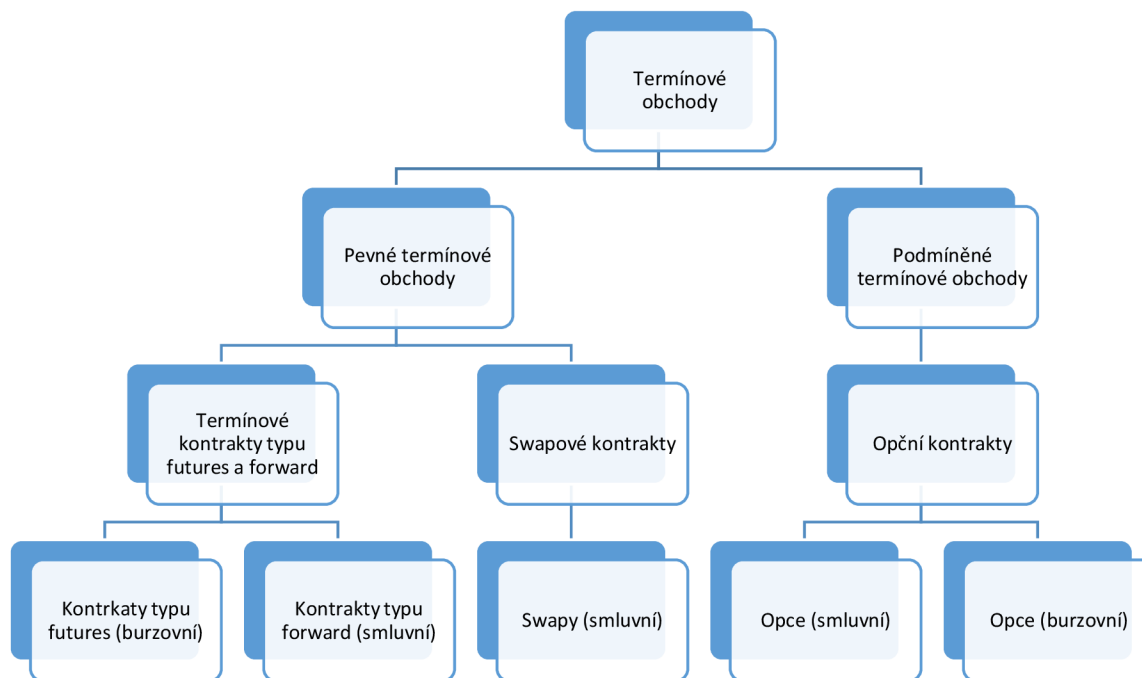 Termínové
obchody
Pevné termínové
obchody
Podmíněné
termínové obchody
Termínové
kontrakty typu
futures a forward
Swapové kontrakty
Opční kontrakty
Kontrkaty typu
futures (burzovní)
Kontrakty typu
forward (smluvní)
Swapy (smluvní)
Opce (smluvní)
Opce (burzovní)